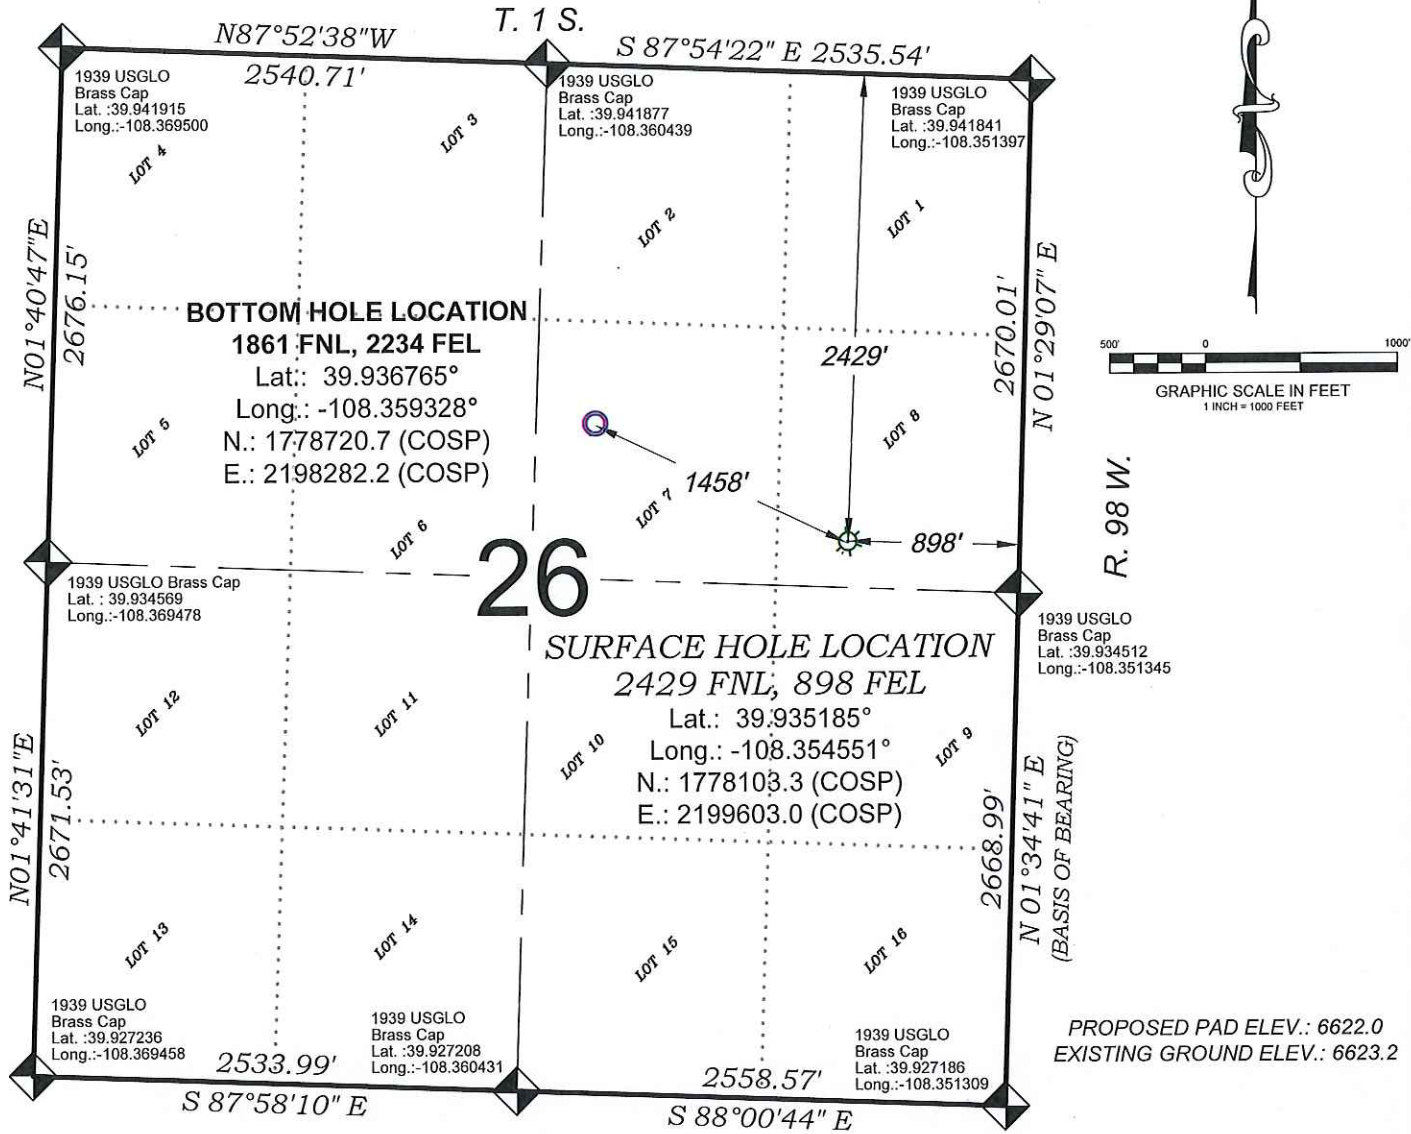 T. 1 S.
N87°52'38"W
2540.71'
S 87°54'22" E 2535.54'
1939 USGLO
Brass Cap
Lat. :39.941915
Long.:-108.369500
1939 USGLO
Brass Cap
Lat. :39.941877
Long.:-108.360439
1939 USGLO
Brass Cap
Lat. :39.941841
Long.:-108.351397
LOT 4
LOT 3
LOT 2
LOT 1
N01°40'47"E
2676.15'
2670.01'
N 01°29'07" E
BOTTOM HOLE LOCATION
1861 FNL, 2234 FEL
Lat.: 39.936765°
Long.: -108.359328°
N.: 1778720.7 (COSP)
E.: 2198282.2 (COSP)
2429'
500'
0
1000'
GRAPHIC SCALE IN FEET
1 INCH = 1000 FEET
LOT 5
LOT 6
LOT 7
LOT 8
1458'
898'
R. 98 W.
26
1939 USGLO Brass Cap
Lat. : 39.934569
Long.:-108.369478
1939 USGLO
Brass Cap
Lat. :39.934512
Long.:-108.351345
SURFACE HOLE LOCATION
2429 FNL, 898 FEL
Lat.: 39.935185°
Long.: -108.354551°
N.: 1778103.3 (COSP)
E.: 2199603.0 (COSP)
LOT 12
LOT 11
LOT 10
LOT 9
N01°41'31"E
2671.53'
2668.99'
N 01°34'41" E
(BASIS OF BEARING)
LOT 13
LOT 14
LOT 15
LOT 16
1939 USGLO
Brass Cap
Lat. :39.927236
Long.:-108.369458
1939 USGLO
Brass Cap
Lat. :39.927208
Long.:-108.360431
1939 USGLO
Brass Cap
Lat. :39.927186
Long.:-108.351309
2533.99'
S 87°58'10" E
2558.57'
S 88°00'44" E
PROPOSED PAD ELEV.: 6622.0
EXISTING GROUND ELEV.: 6623.2